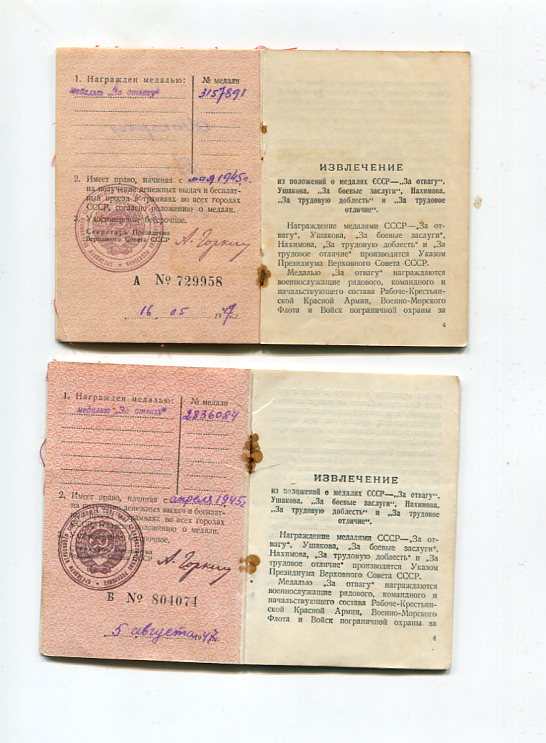 1. Награжден медалью:
№ медали
медалью „За отвагу"
3157891
2. Имеет право, начиная с мая 1945г.
на получение денежных выдач и бесплат-
ный проезд в трамваях во всех городах
СССР, согласно положению о медали.
Удостоверение бессрочное.
Секретарь Президиума
Верховного Совета СССР
А. Горкин
А № 729958
16 05 1947 г.
ИЗВЛЕЧЕНИЕ
из положений о медалях СССР—„За отвагу",
Ушакова, „За боевые заслуги", Нахимова,
„За трудовую доблесть" и „За трудовое
отличие".
Награждение медалями СССР—„За от-
вагу", Ушакова, „За боевые заслуги",
Нахимова, „За трудовую доблесть" и „За
трудовое отличие" производится Указом
Президиума Верховного Совета СССР.
Медалью „За отвагу" награждаются
военнослужащие рядового, командного и
начальствующего состава Рабоче-Крестьян-
ской Красной Армии, Военно-Морского
Флота и Войск пограничной охраны за
4
1. Награжден медалью:
№ медали
медалью „За отвагу"
2836084
2. Имеет право, начиная с апреля 1945г.
на денежных выдач и бесплат-
трамваях во всех городах
положению о медали.
бессрочное.
СССР
А. Горкин
Б № 804074
5 августа 1947
ИЗВЛЕЧЕНИЕ
из положений о медалях СССР—„За отвагу",
Ушакова, „За боевые заслуги", Нахимова,
„За трудовую доблесть" и „За трудовое
отличие".
Награждение медалями СССР—„За от-
вагу", Ушакова, „За боевые заслуги",
Нахимова, „За трудовую доблесть" и „За
трудовое отличие" производится Указом
Президиума Верховного Совета СССР.
Медалью „За отвагу" награждаются
военнослужащие рядового, командного и
начальствующего состава Рабоче-Крестьян-
ской Красной Армии, Военно-Морского
Флота и Войск пограничной охраны за
4